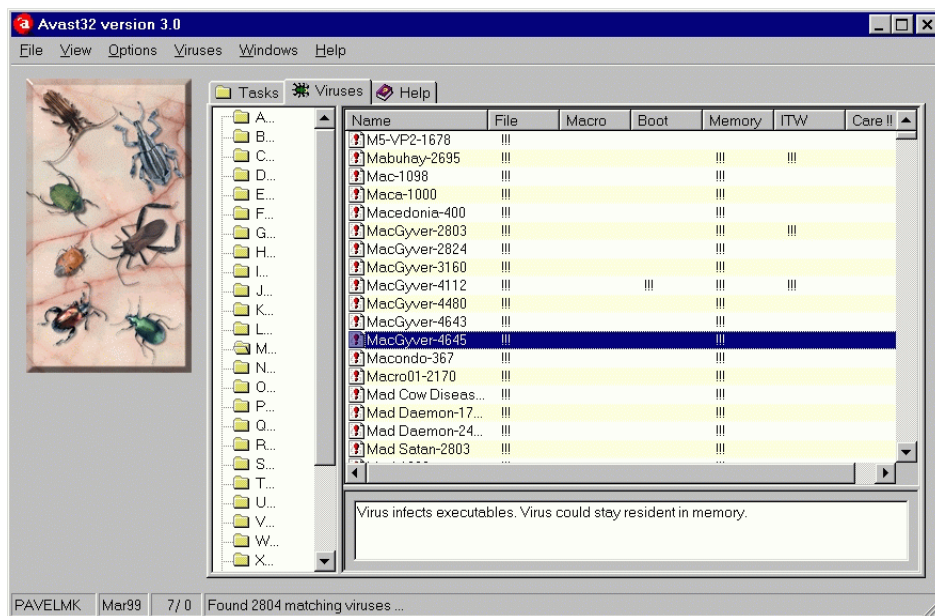 Avast32 version 3.0
File View Options Viruses Windows Help
Tasks Viruses Help
A...
B...
C...
D...
E...
F...
G...
H...
I...
J...
K...
L...
M...
N...
O...
P...
Q...
R...
S...
T...
U...
V...
W...
X...
Name File Macro Boot Memory ITW Care !!
M5-VP2-1678 !!!
Mabuhay-2695 !!! !!! !!!
Mac-1098 !!! !!!
Maca-1000 !!! !!!
Macedonia-400 !!! !!!
MacGyver-2803 !!! !!! !!!
MacGyver-2824 !!! !!!
MacGyver-3160 !!! !!!
MacGyver-4112 !!! !!! !!! !!!
MacGyver-4480 !!! !!!
MacGyver-4643 !!! !!!
MacGyver-4645 !!! !!!
Macondo-367 !!! !!!
Macro01-2170 !!! !!!
Mad Cow Diseas... !!! !!!
Mad Daemon-17... !!! !!!
Mad Daemon-24... !!! !!!
Mad Satan-2803 !!! !!!
Virus infects executables. Virus could stay resident in memory.
PAVELMK Mar99 7/ 0 Found 2804 matching viruses ...